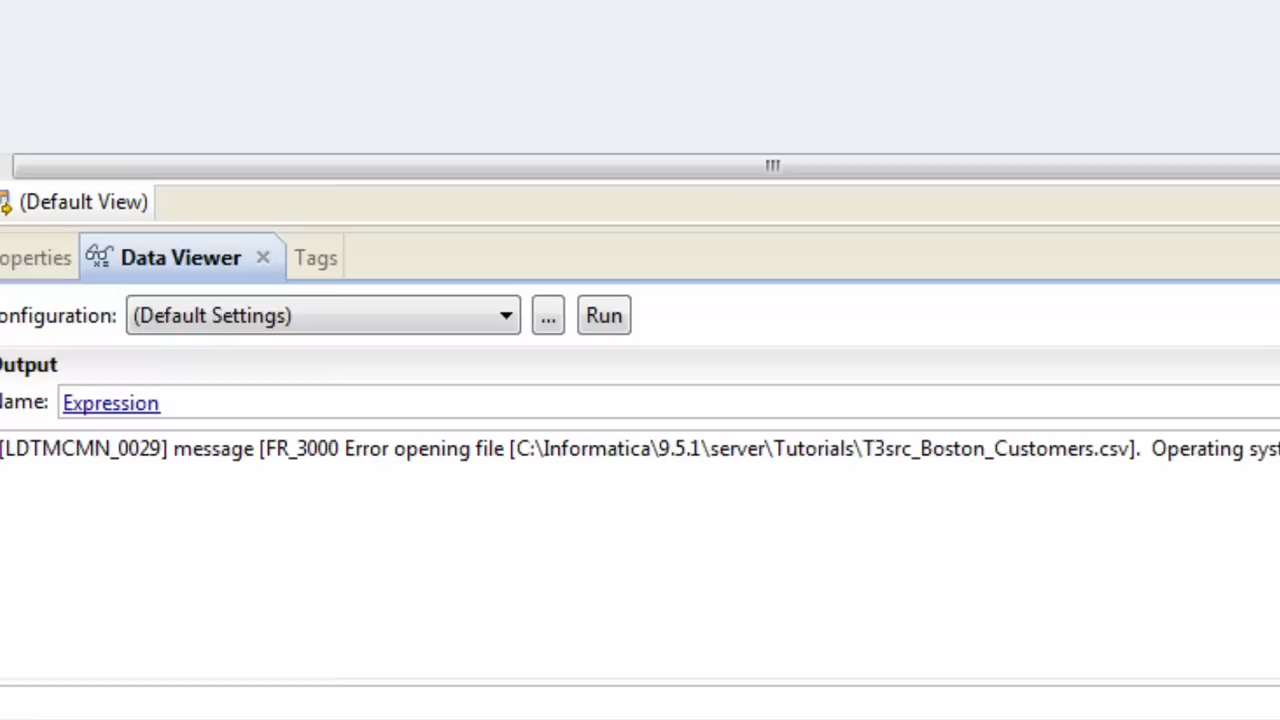 (Default View)
operties Data Viewer Tags
onfiguration: (Default Settings) ... Run
Output
Name: Expression
[LDTMCMN_0029] message [FR_3000 Error opening file [C:\Informatica\9.5.1\server\Tutorials\T3src_Boston_Customers.csv].  Operating syst